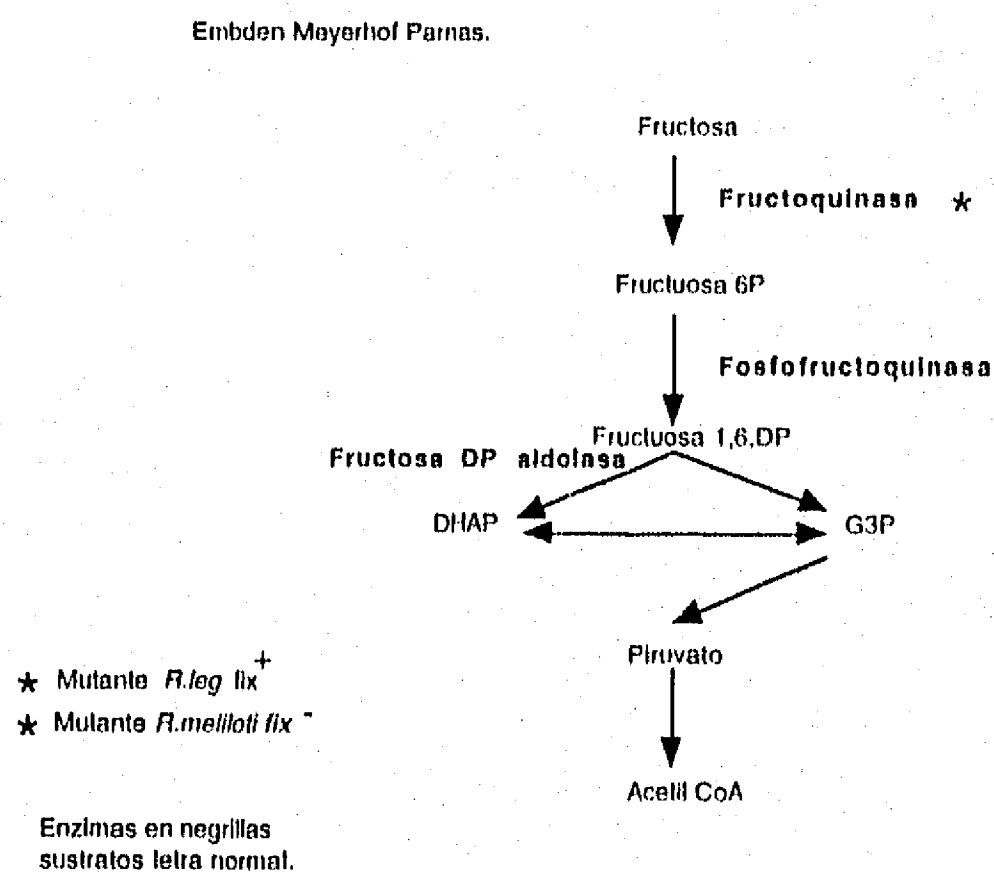 Embden Meyerhof Parnas.
Fructosa
Fructoquinasa ★
Fructuosa 6P
Fosfofructoquinasa
Fructuosa 1,6,DP
Fructosa DP aldolasa
DHAP
G3P
Piruvato
★ Mutante R.leg fix +
★ Mutante R.meliloti fix -
Acetil CoA
Enzimas en negrillas
sustratos letra normal.